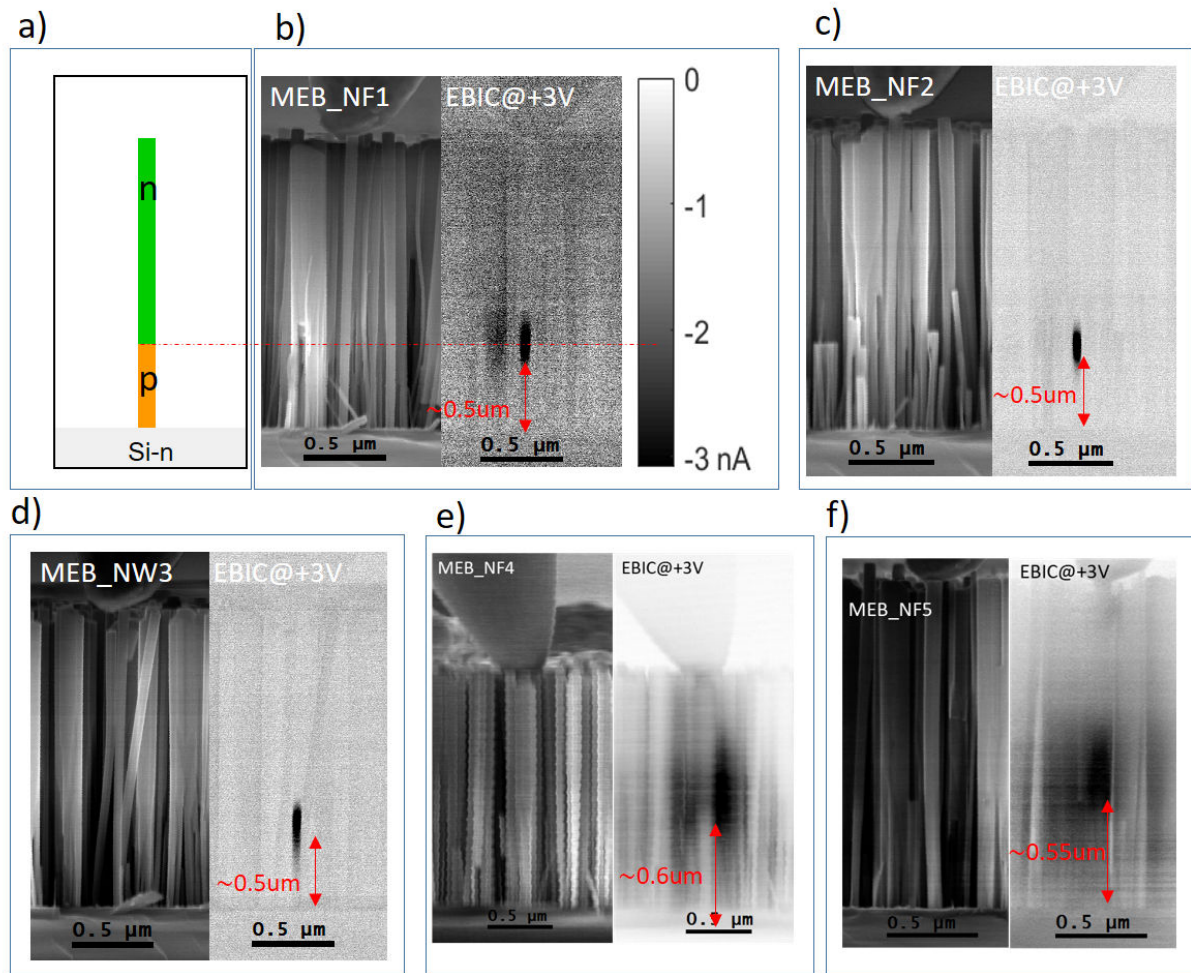 a)
n
p
Si-n
b)
MEB_NF1
EBIC@+3V
0
-1
-2
-3 nA
~0.5um
0.5 µm
0.5 µm
c)
MEB_NF2
EBIC@+3V
~0.5um
0.5 µm
0.5 µm
d)
MEB_NW3
EBIC@+3V
~0.5um
0.5 µm
0.5 µm
e)
MEB_NF4
EBIC@+3V
~0.6um
0.5 µm
0.5 µm
f)
MEB_NF5
EBIC@+3V
~0.55um
0.5 µm
0.5 µm